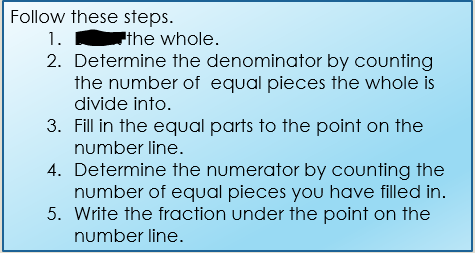 Follow these steps.
1. the whole.
2. Determine the denominator by counting
the number of equal pieces the whole is
divide into.
3. Fill in the equal parts to the point on the
number line.
4. Determine the numerator by counting the
number of equal pieces you have filled in.
5. Write the fraction under the point on the
number line.